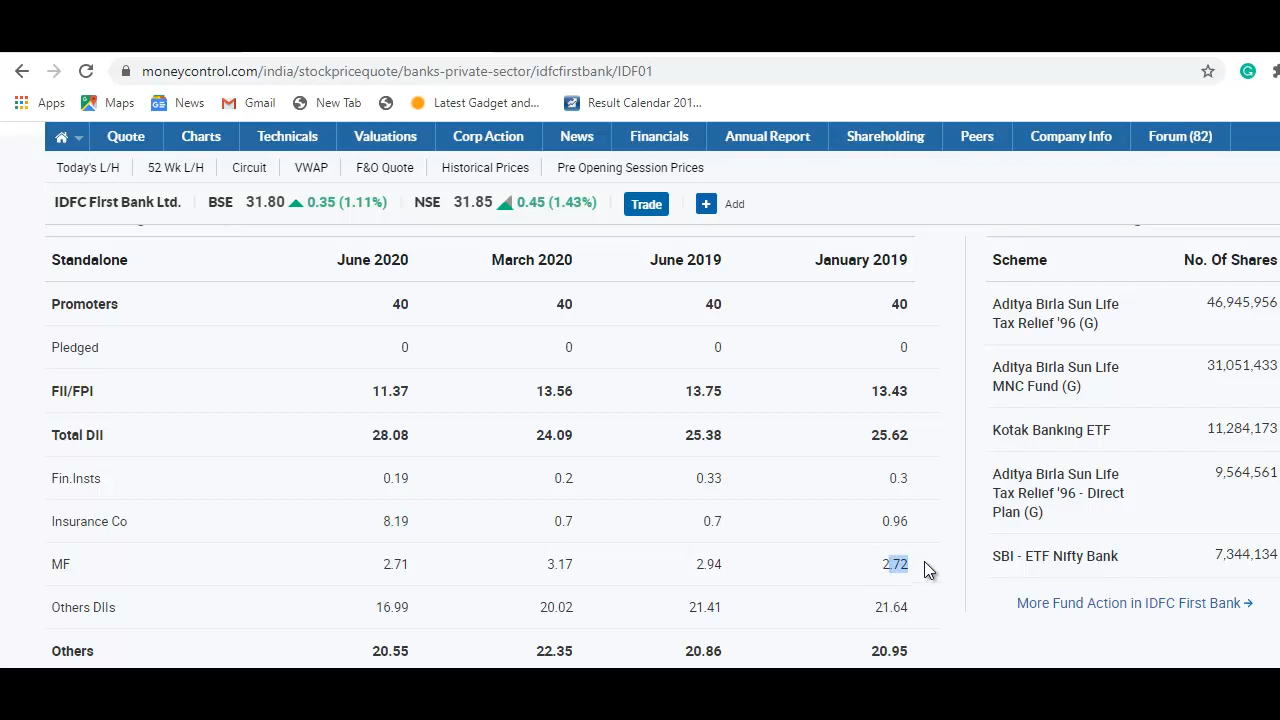 moneycontrol.com/india/stockpricequote/banks-private-sector/idfcfirstbank/IDF01
Apps Maps News Gmail New Tab Latest Gadget and... Result Calendar 201...
Quote Charts Technicals Valuations Corp Action News Financials Annual Report Shareholding Peers Company Info Forum (82)
Today's L/H 52 Wk L/H Circuit VWAP F&O Quote Historical Prices Pre Opening Session Prices
IDFC First Bank Ltd. BSE 31.80 0.35 (1.11%) NSE 31.85 0.45 (1.43%) Trade + Add
Standalone June 2020 March 2020 June 2019 January 2019
Promoters 40 40 40 40
Pledged 0 0 0 0
FII/FPI 11.37 13.56 13.75 13.43
Total DII 28.08 24.09 25.38 25.62
Fin.Insts 0.19 0.2 0.33 0.3
Insurance Co 8.19 0.7 0.7 0.96
MF 2.71 3.17 2.94 2.72
Others DIIs 16.99 20.02 21.41 21.64
Others 20.55 22.35 20.86 20.95
Scheme No. Of Shares
Aditya Birla Sun Life 46,945,956
Tax Relief '96 (G)
Aditya Birla Sun Life 31,051,433
MNC Fund (G)
Kotak Banking ETF 11,284,173
Aditya Birla Sun Life 9,564,561
Tax Relief '96 - Direct
Plan (G)
SBI - ETF Nifty Bank 7,344,134
More Fund Action in IDFC First Bank